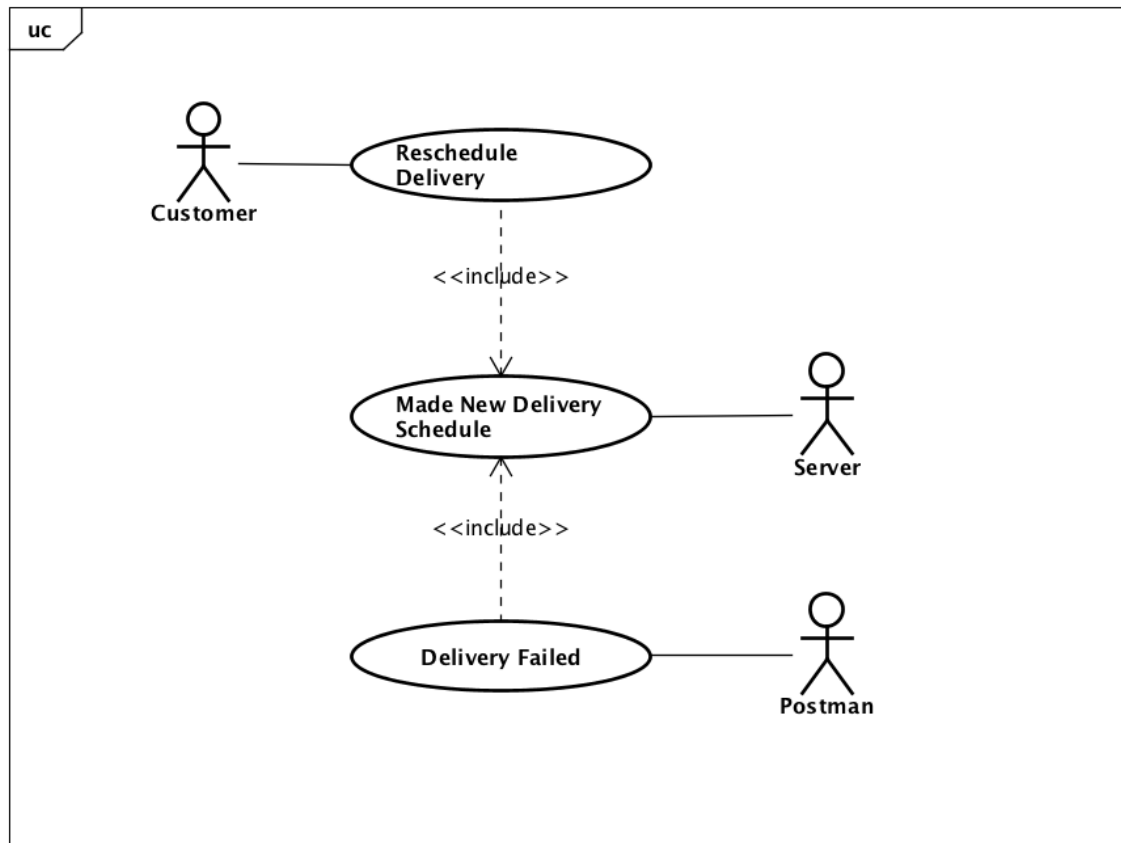 uc
Reschedule
Delivery
Customer
<<include>>
Made New Delivery
Schedule
Server
<<include>>
Delivery Failed
Postman